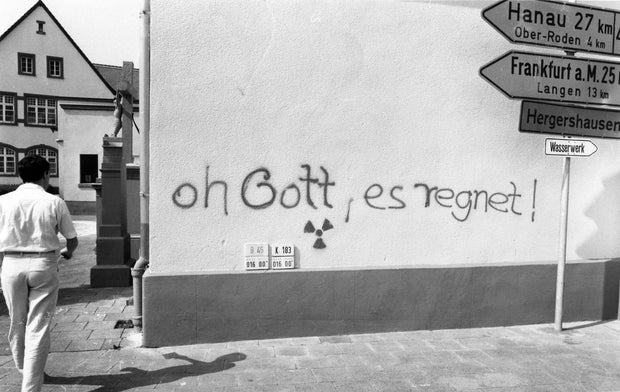 Hanau 27 km
Ober-Roden 4 km
Frankfurt a.M. 25
Langen 13 km
Hergershausen
Wasserwerk
oh Gott, es regnet!
B 45 K 183
016 00 016 00